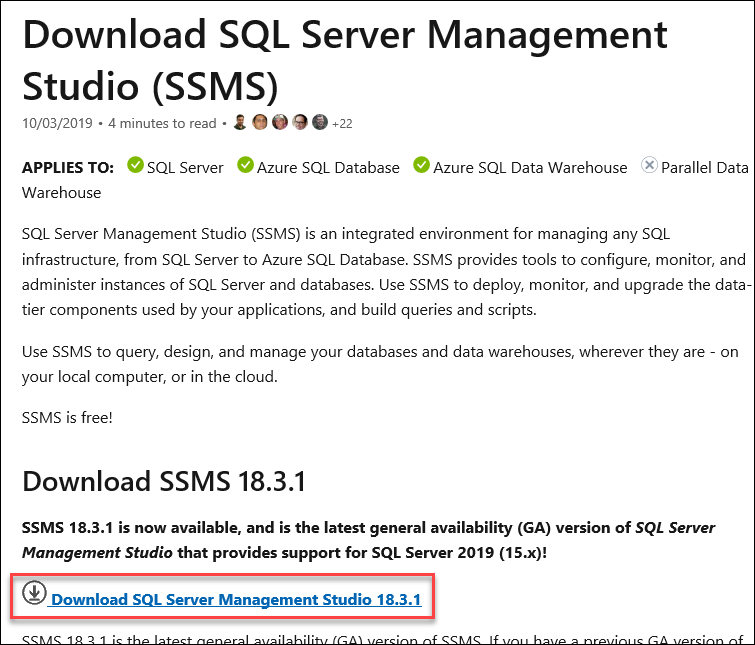 Download SQL Server Management
Studio (SSMS)
10/03/2019 • 4 minutes to read • +22
APPLIES TO: SQL Server Azure SQL Database Azure SQL Data Warehouse Parallel Data
Warehouse
SQL Server Management Studio (SSMS) is an integrated environment for managing any SQL
infrastructure, from SQL Server to Azure SQL Database. SSMS provides tools to configure, monitor, and
administer instances of SQL Server and databases. Use SSMS to deploy, monitor, and upgrade the data-
tier components used by your applications, and build queries and scripts.
Use SSMS to query, design, and manage your databases and data warehouses, wherever they are - on
your local computer, or in the cloud.
SSMS is free!
Download SSMS 18.3.1
SSMS 18.3.1 is now available, and is the latest general availability (GA) version of SQL Server
Management Studio that provides support for SQL Server 2019 (15.x)!
Download SQL Server Management Studio 18.3.1
SSMS 18.3.1 is the latest general availability (GA) version of SSMS. If you have a previous GA version of